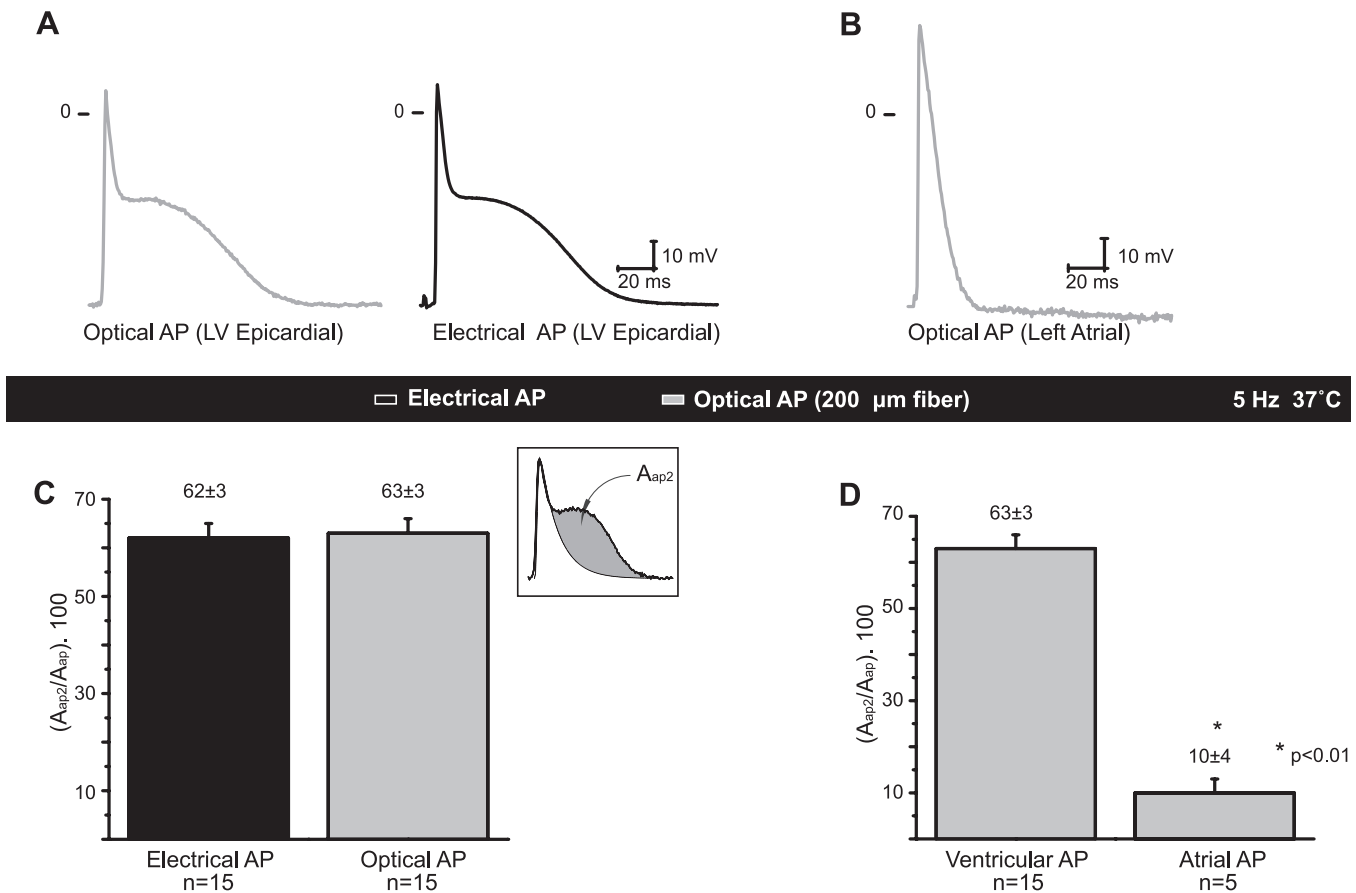 A
B
0
0
0
10 mV
20 ms
10 mV
20 ms
Optical AP (LV Epicardial)
Electrical AP (LV Epicardial)
Optical AP (Left Atrial)
Electrical AP
Optical AP (200 µm fiber)
5 Hz 37˚C
C
(Aap2/Aap). 100
70
50
30
10
62±3
63±3
Electrical AP
n=15
Optical AP
n=15
Aap2
D
(Aap2/Aap). 100
70
50
30
10
63±3
*
10±4
* p<0.01
Ventricular AP
n=15
Atrial AP
n=5